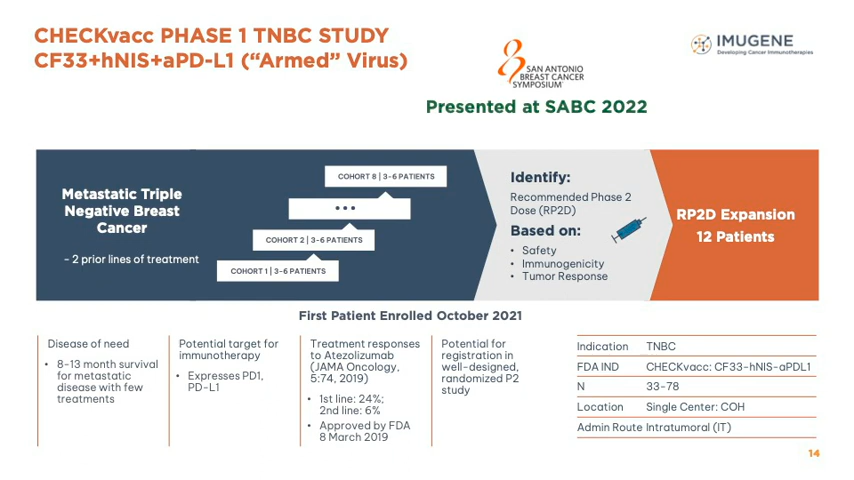 CHECKvacc PHASE 1 TNBC STUDY
CF33+hNIS+aPD-L1 (“Armed” Virus)
SAN ANTONIO
BREAST CANCER
SYMPOSIUM
IMUGENE
Developing Cancer Immunotherapies
Presented at SABC 2022
Metastatic Triple
Negative Breast
Cancer
- 2 prior lines of treatment
COHORT 8 | 3-6 PATIENTS
•••
COHORT 2 | 3-6 PATIENTS
COHORT 1 | 3-6 PATIENTS
Identify:
Recommended Phase 2
Dose (RP2D)
Based on:
• Safety
• Immunogenicity
• Tumor Response
RP2D Expansion
12 Patients
First Patient Enrolled October 2021
Disease of need
• 8-13 month survival
for metastatic
disease with few
treatments
Potential target for
immunotherapy
• Expresses PD1,
PD-L1
Treatment responses
to Atezolizumab
(JAMA Oncology,
5:74, 2019)
• 1st line: 24%;
2nd line: 6%
• Approved by FDA
8 March 2019
Potential for
registration in
well-designed,
randomized P2
study
Indication TNBC
FDA IND CHECKvacc: CF33-hNIS-aPDL1
N 33-78
Location Single Center: COH
Admin Route Intratumoral (IT)
14